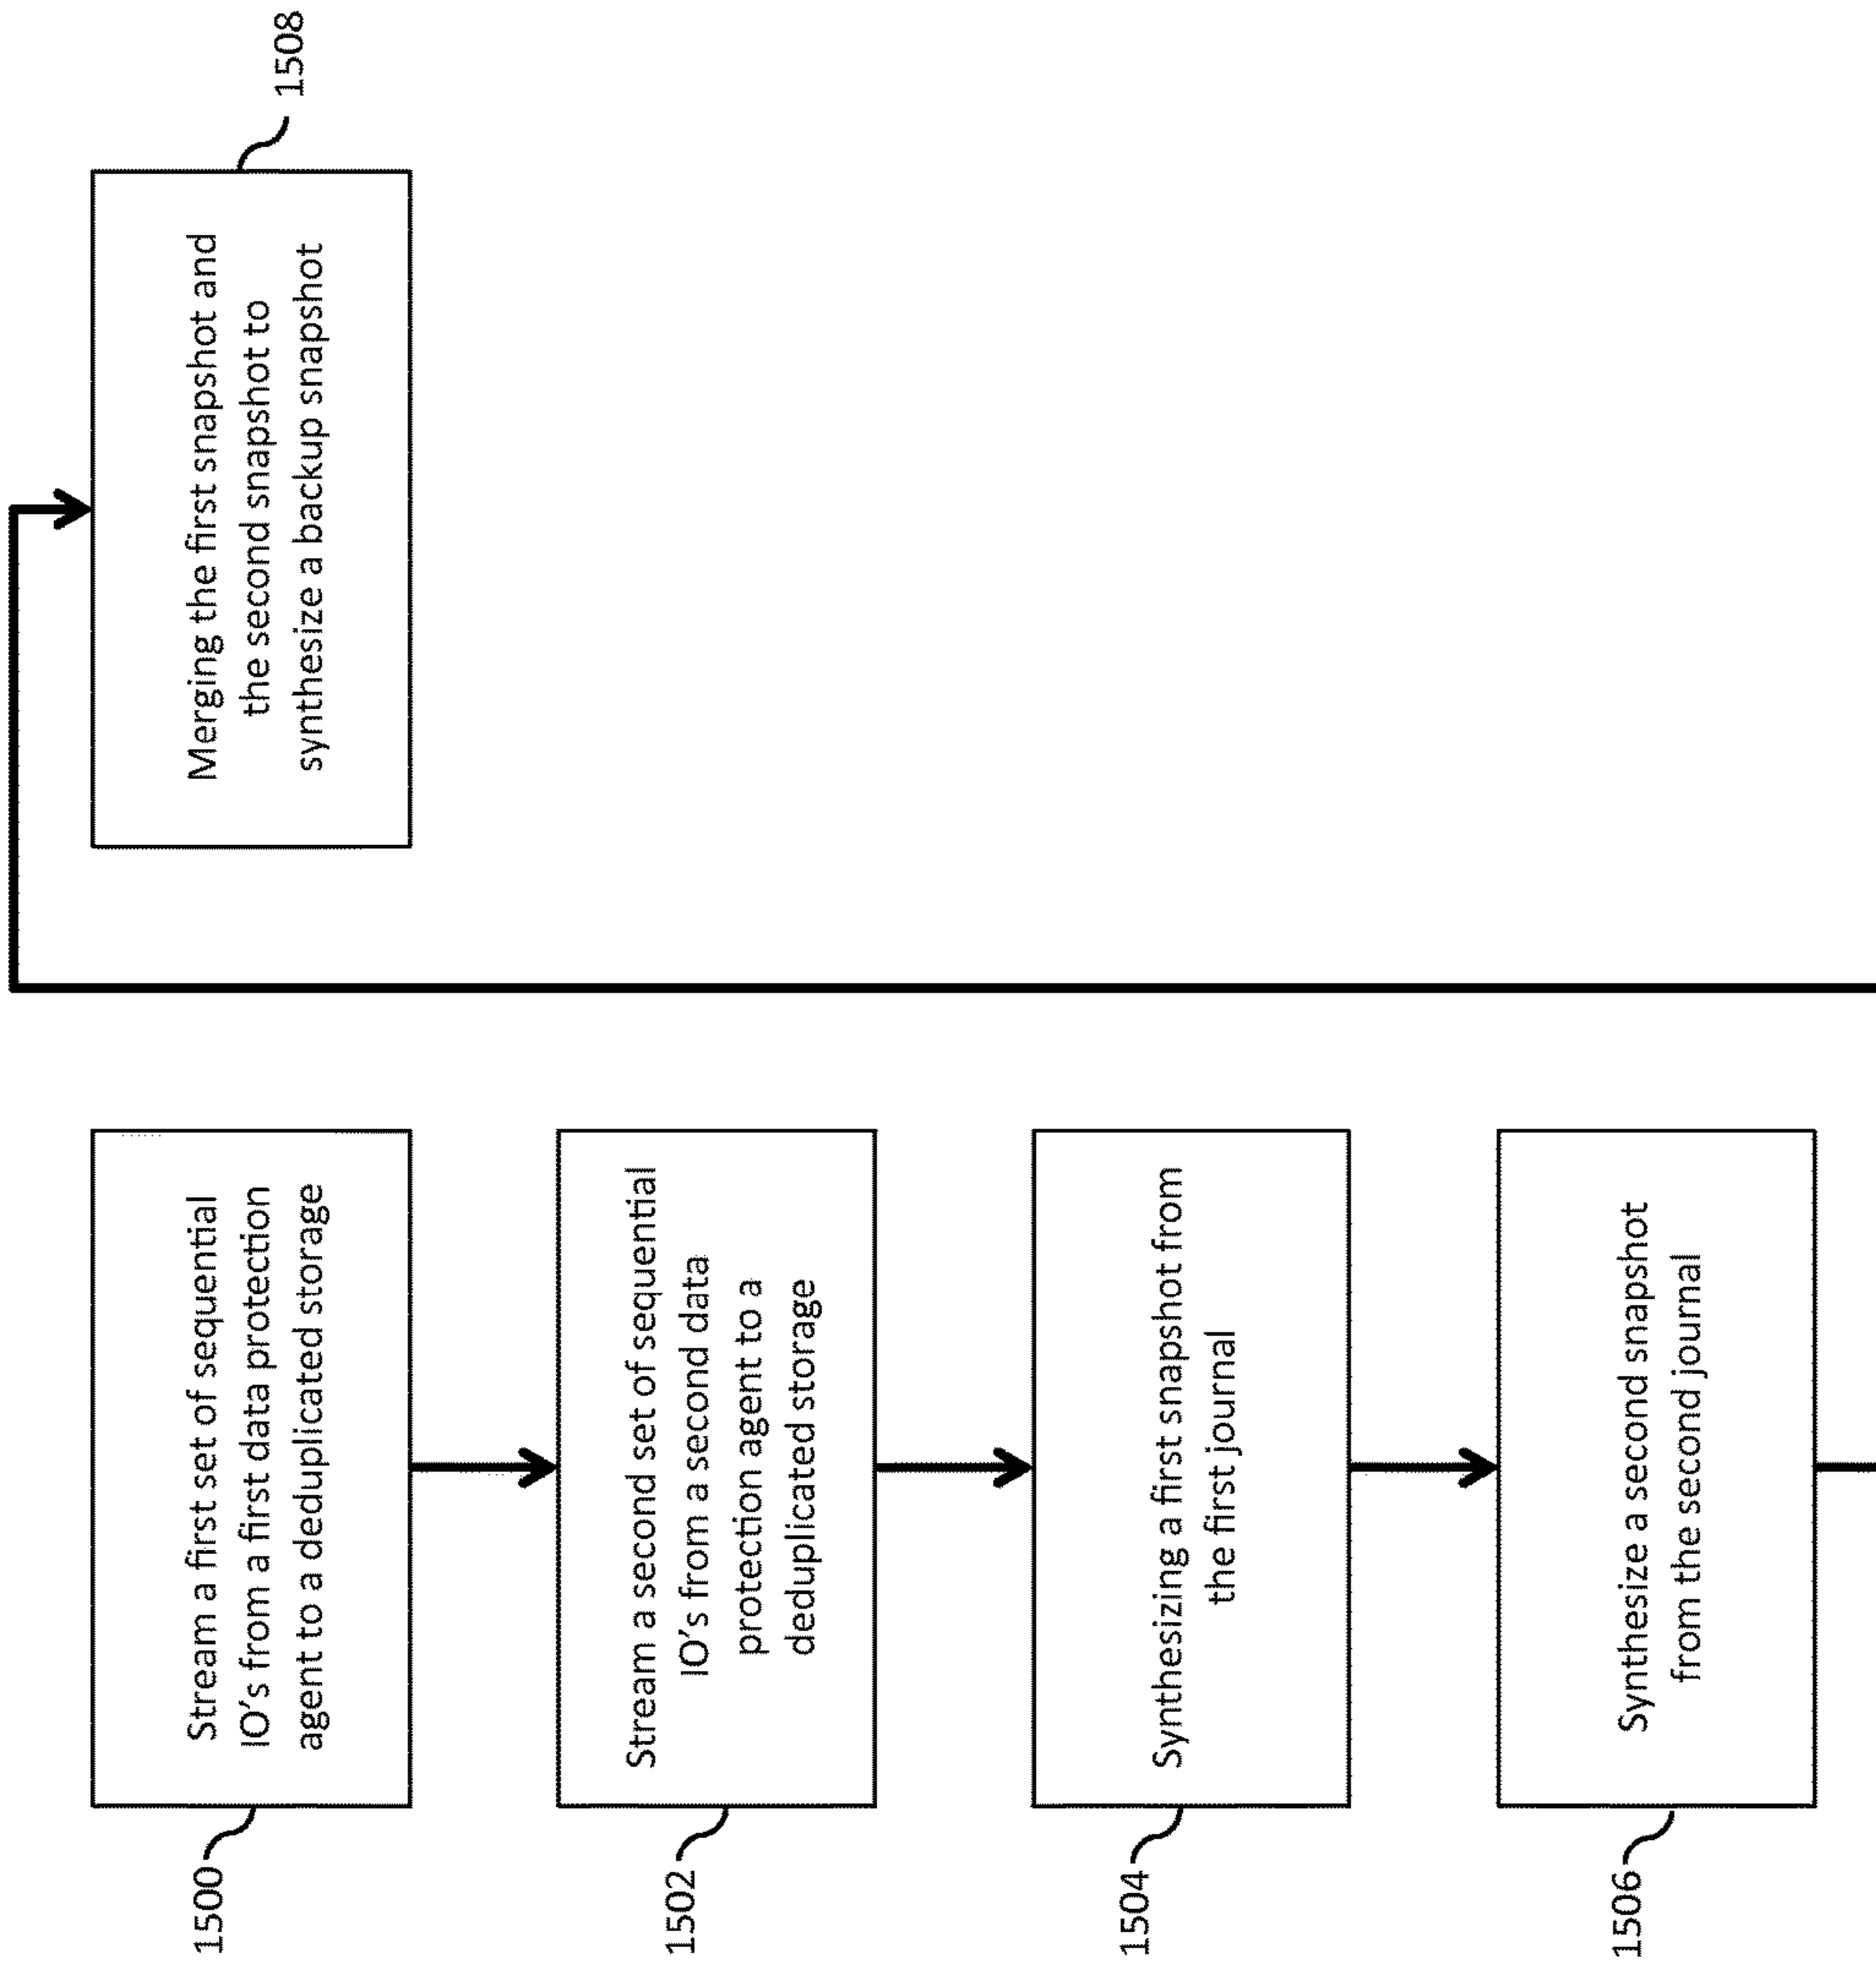 1500
Stream a first set of sequential
IO's from a first data protection
agent to a deduplicated storage
1502
Stream a second set of sequential
IO's from a second data
protection agent to a
deduplicated storage
1504
Synthesizing a first snapshot from
the first journal
1506
Synthesize a second snapshot
from the second journal
1508
Merging the first snapshot and
the second snapshot to
synthesize a backup snapshot